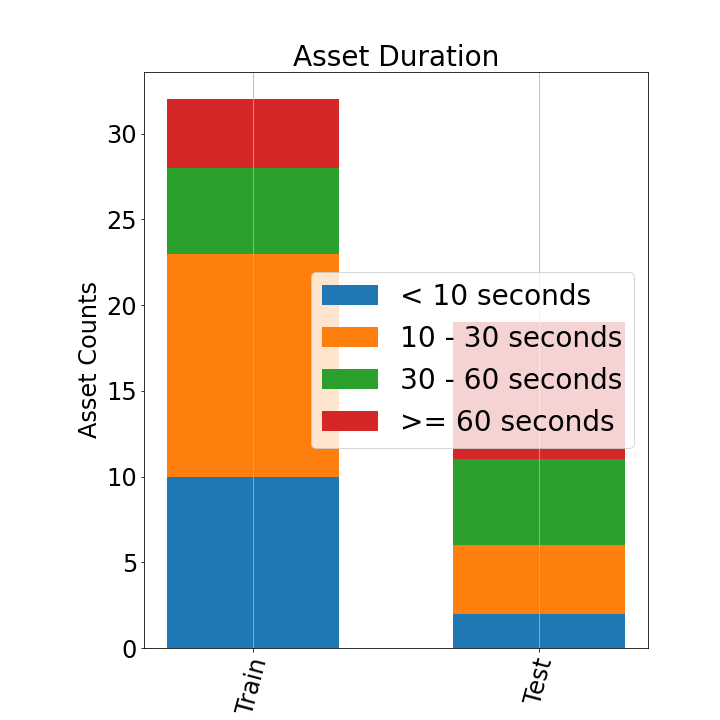 Asset Duration
Asset Counts
30
25
20
15
10
5
0
< 10 seconds
10 - 30 seconds
30 - 60 seconds
>= 60 seconds
Train
Test